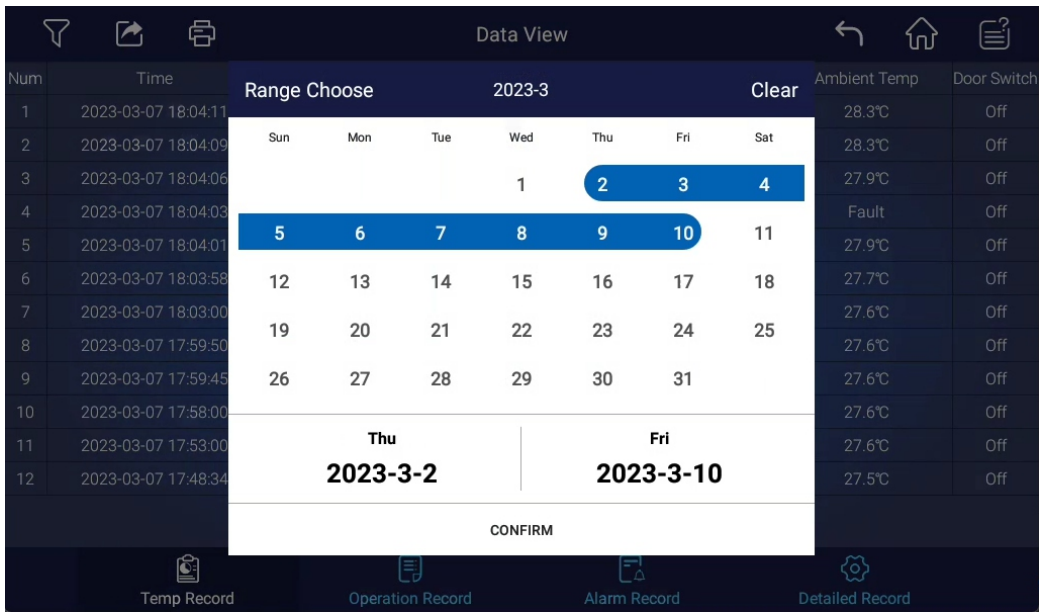 Data View
Num Time Ambient Temp Door Switch
Range Choose 2023-3 Clear
Sun Mon Tue Wed Thu Fri Sat
1 2 3 4
5 6 7 8 9 10 11
12 13 14 15 16 17 18
19 20 21 22 23 24 25
26 27 28 29 30 31
Thu Fri
2023-3-2 2023-3-10
CONFIRM
1 2023-03-07 18:04:11 28.3℃ Off
2 2023-03-07 18:04:09 28.3℃ Off
3 2023-03-07 18:04:06 27.9℃ Off
4 2023-03-07 18:04:03 Fault Off
5 2023-03-07 18:04:01 27.9℃ Off
6 2023-03-07 18:03:58 27.7℃ Off
7 2023-03-07 18:03:00 27.6℃ Off
8 2023-03-07 17:59:50 27.6℃ Off
9 2023-03-07 17:59:45 27.6℃ Off
10 2023-03-07 17:58:00 27.6℃ Off
11 2023-03-07 17:53:00 27.6℃ Off
12 2023-03-07 17:48:34 27.5℃ Off
Temp Record Operation Record Alarm Record Detailed Record